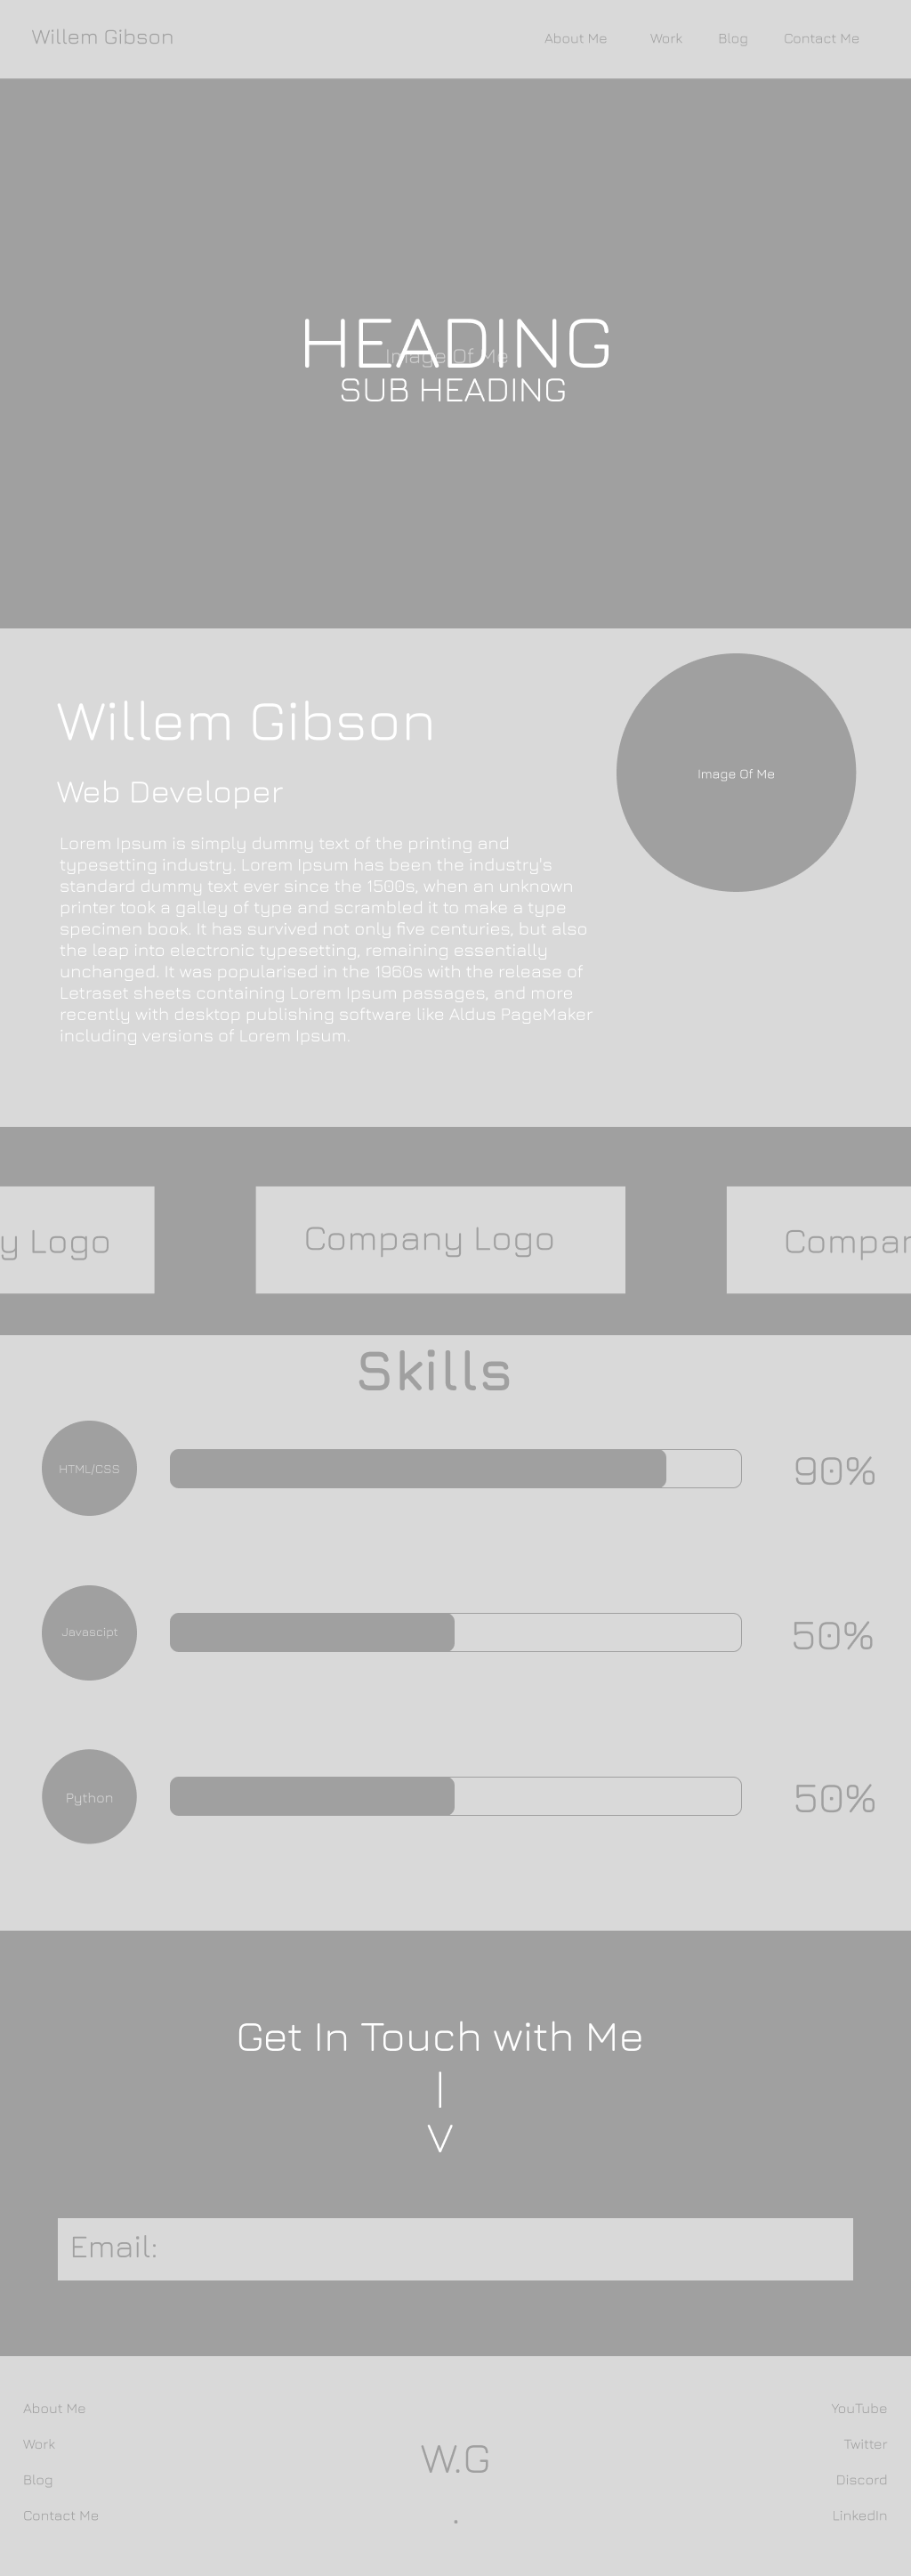 Willem Gibson
About Me
Work
Blog
Contact Me
HEADING
Image Of Me
SUB HEADING
Willem Gibson
Web Developer
Lorem Ipsum is simply dummy text of the printing and
typesetting industry. Lorem Ipsum has been the industry's
standard dummy text ever since the 1500s, when an unknown
printer took a galley of type and scrambled it to make a type
specimen book. It has survived not only five centuries, but also
the leap into electronic typesetting, remaining essentially
unchanged. It was popularised in the 1960s with the release of
Letraset sheets containing Lorem Ipsum passages, and more
recently with desktop publishing software like Aldus PageMaker
including versions of Lorem Ipsum.
Image Of Me
y Logo
Company Logo
Compan
Skills
HTML/CSS
90%
Javascipt
50%
Python
50%
Get In Touch with Me
|
V
Email:
About Me
Work
Blog
Contact Me
W.G
.
YouTube
Twitter
Discord
LinkedIn